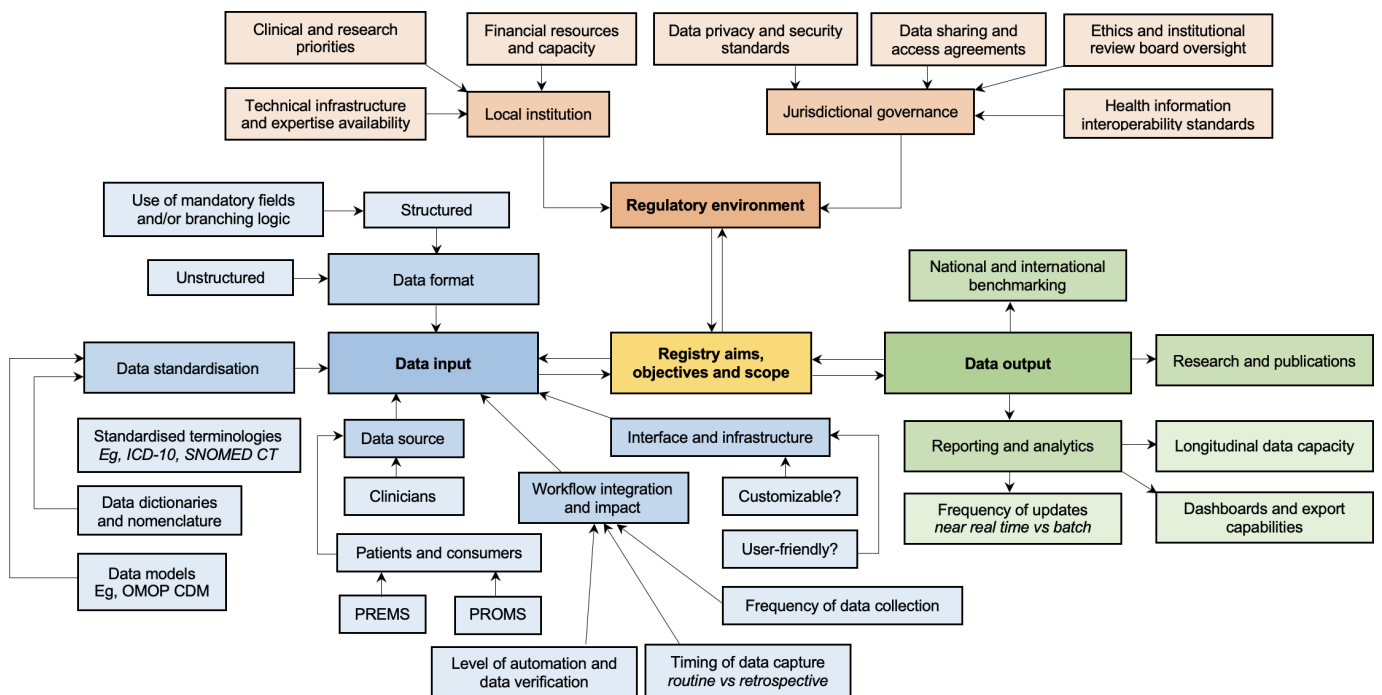 Clinical and research
priorities
Financial resources
and capacity
Data privacy and security
standards
Data sharing and
access agreements
Ethics and institutional
review board oversight
Technical infrastructure
and expertise availability
Local institution
Jurisdictional governance
Health information
interoperability standards
Use of mandatory fields
and/or branching logic
Structured
Regulatory environment
Unstructured
Data format
National and international
benchmarking
Data standardisation
Data input
Registry aims,
objectives and scope
Data output
Research and publications
Standardised terminologies
Eg, ICD-10, SNOMED CT
Data source
Interface and infrastructure
Reporting and analytics
Longitudinal data capacity
Data dictionaries
and nomenclature
Clinicians
Workflow integration
and impact
Customizable?
Frequency of updates
near real time vs batch
Dashboards and export
capabilities
Patients and consumers
User-friendly?
Data models
Eg, OMOP CDM
PREMS
PROMS
Frequency of data collection
Level of automation and
data verification
Timing of data capture
routine vs retrospective